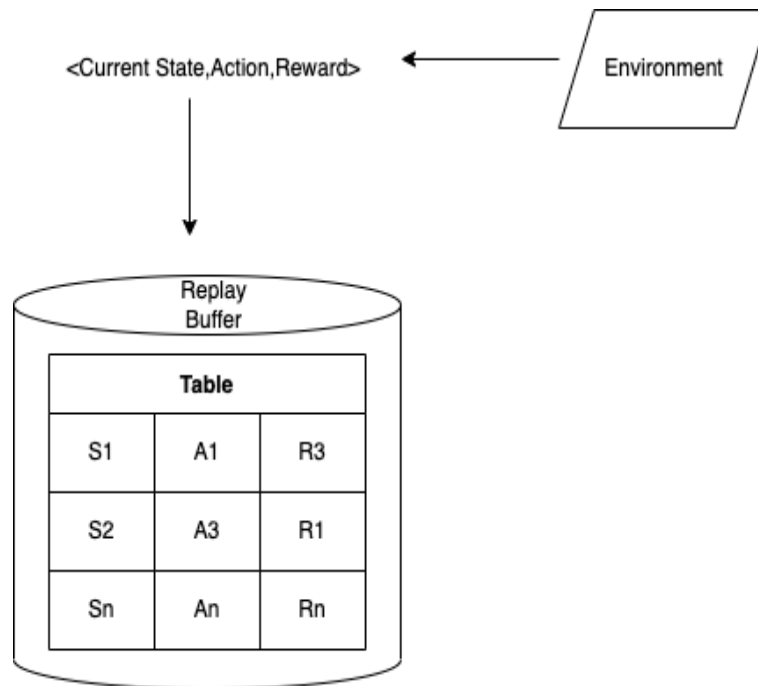 <Current State,Action,Reward>
Environment
Replay
Buffer
Table
S1 A1 R3
S2 A3 R1
Sn An Rn